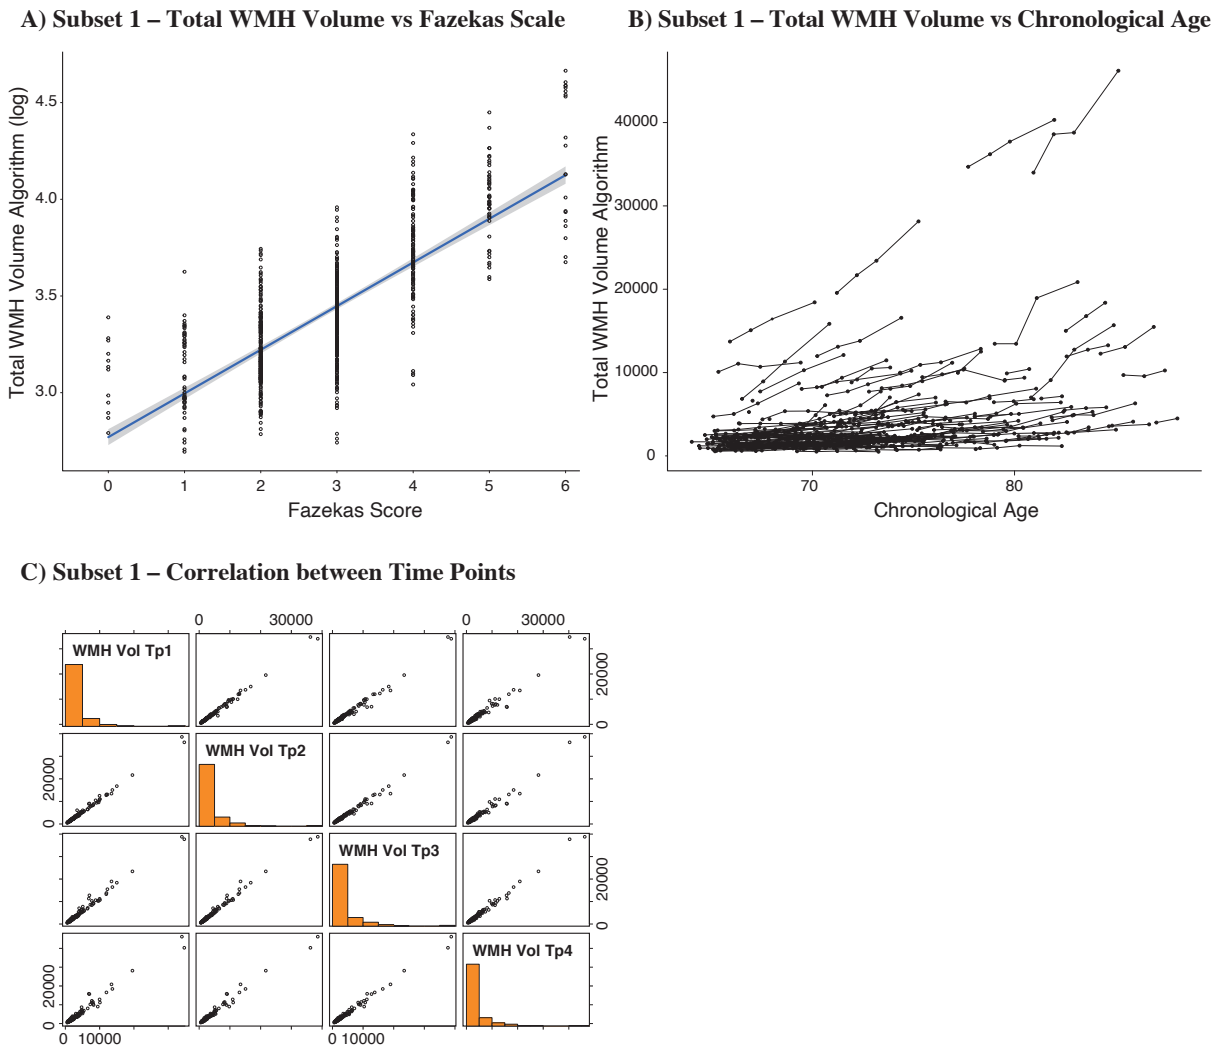 A) Subset 1 – Total WMH Volume vs Fazekas Scale
Total WMH Volume Algorithm (log)
4.5
4.0
3.5
3.0
0 1 2 3 4 5 6
Fazekas Score
B) Subset 1 – Total WMH Volume vs Chronological Age
Total WMH Volume Algorithm
40000
30000
20000
10000
0
70 80
Chronological Age
C) Subset 1 – Correlation between Time Points
0 30000 0 30000
WMH Vol Tp1
0 20000
WMH Vol Tp2
0 20000
WMH Vol Tp3
0 20000
WMH Vol Tp4
0 20000
0 10000 0 10000